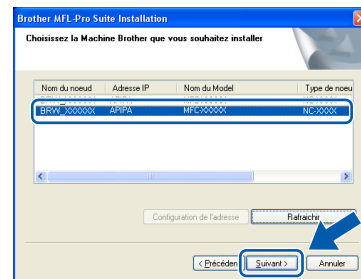 Brother MFL-Pro Suite Installation
Choisissez la Machine Brother que vous souhaitez installer
Nom du noeud Adresse IP Nom du Model Type de noeu
BRW_XXXXXX APIPA MFC-XXXXX NC-XXXX
Configuration de l'adresse Rafraichir
< Précéden Suivant > Annuler